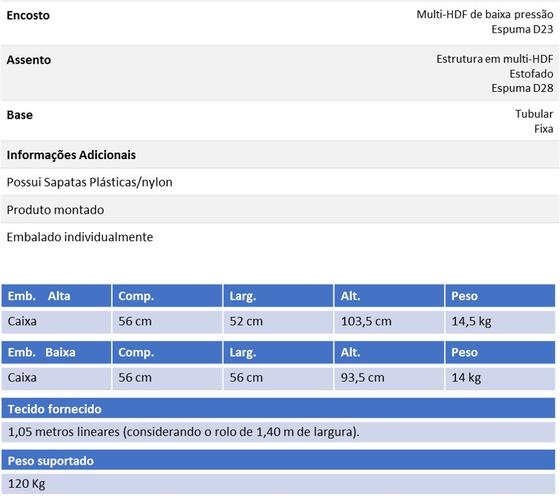 Encosto Multi-HDF de baixa pressão
Espuma D23
Assento Estrutura em multi-HDF
Estofado
Espuma D28
Base Tubular
Fixa
Informações Adicionais
Possui Sapatas Plásticas/nylon
Produto montado
Embalado individualmente
Emb. Alta Comp. Larg. Alt. Peso
Caixa 56 cm 52 cm 103,5 cm 14,5 kg
Emb. Baixa Comp. Larg. Alt. Peso
Caixa 56 cm 56 cm 93,5 cm 14 kg
Tecido fornecido
1,05 metros lineares (considerando o rolo de 1,40 m de largura).
Peso suportado
120 Kg